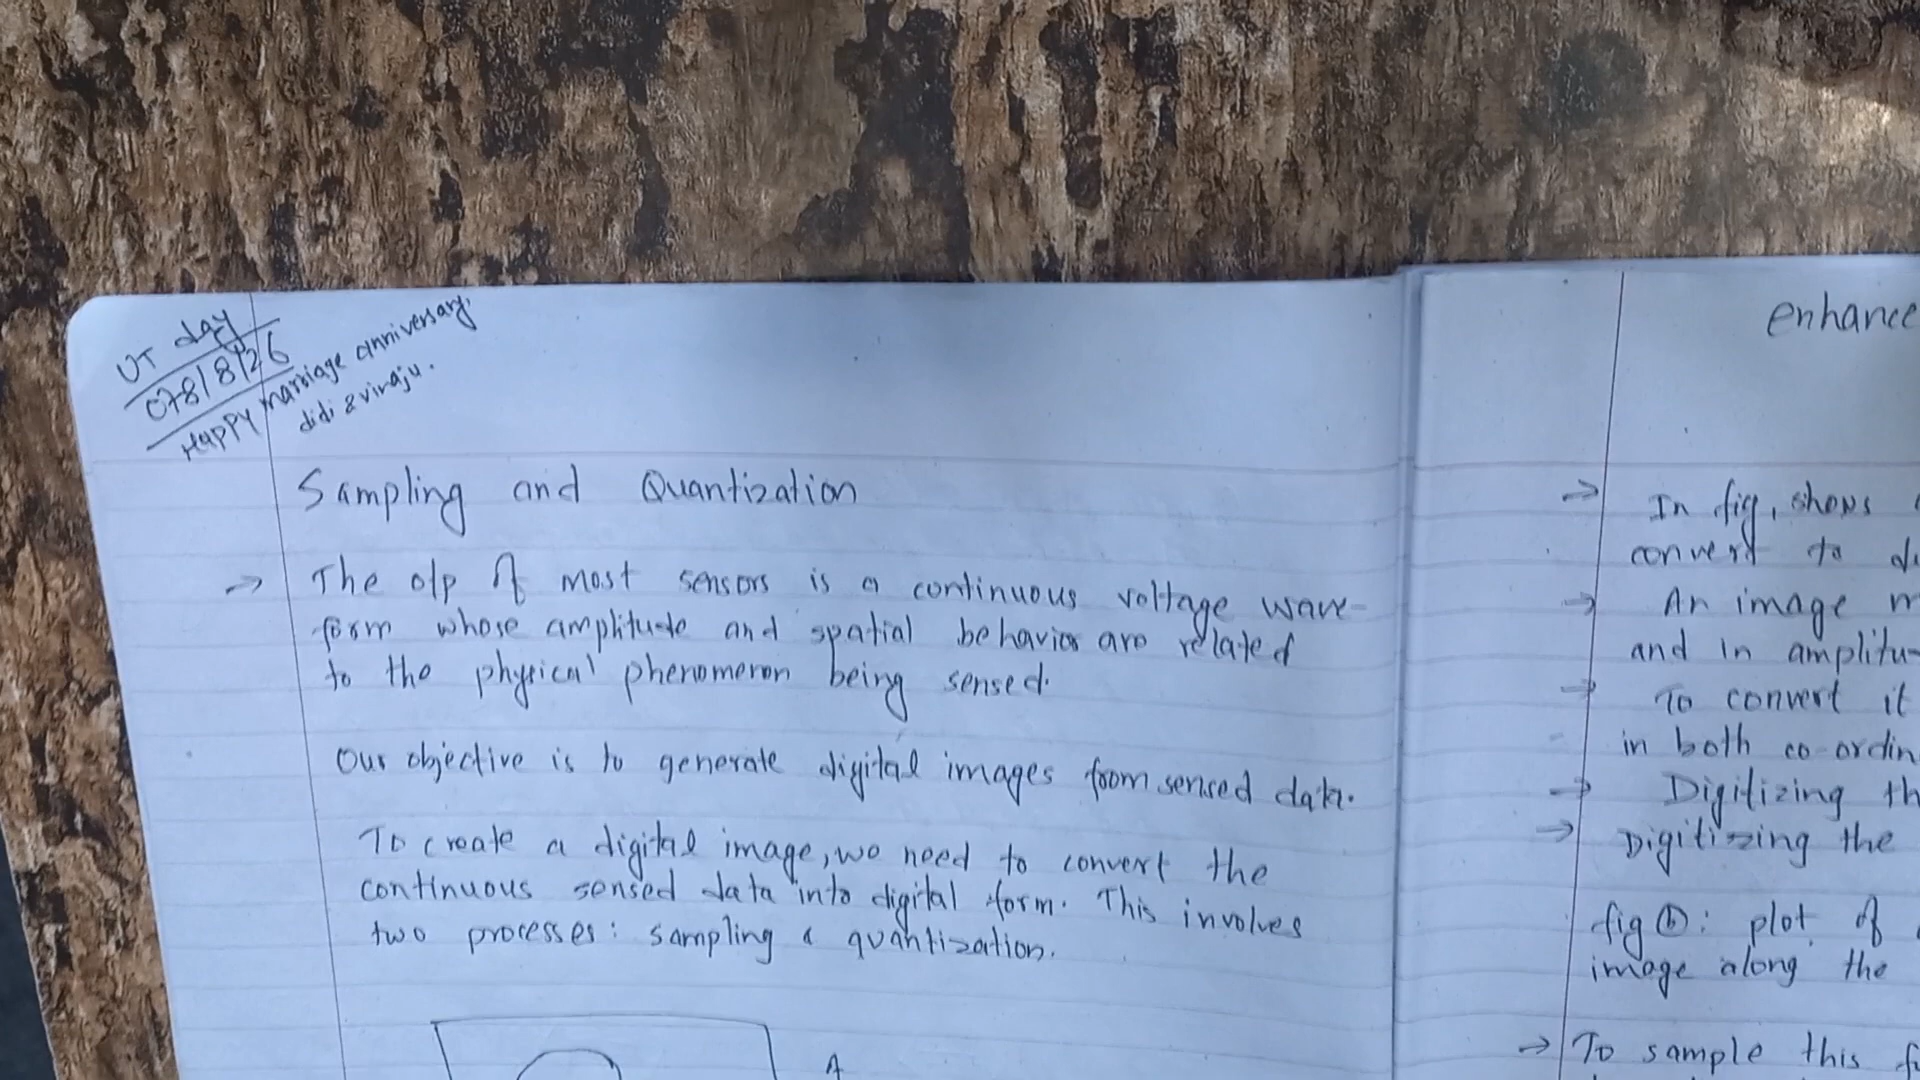 UT day
078/8/26
Happy marriage anniversary,
didi & viraju.
Sampling and Quantization
→ The o/p of most sensors is a continuous voltage wave-
form whose amplitude and spatial behavior are related
to the physical phenomenon being sensed.
Our objective is to generate digital images from sensed data.
To create a digital image, we need to convert the
continuous sensed data into digital form. This involves
two processes: sampling & quantization.
A
enhance
→ In fig, shows
convert to
→ An image
and in amplitu-
→ To convert it
in both co-ordin
→ Digitizing th
→ Digitizing the
fig ⓑ: plot of
image along the
→ To sample this